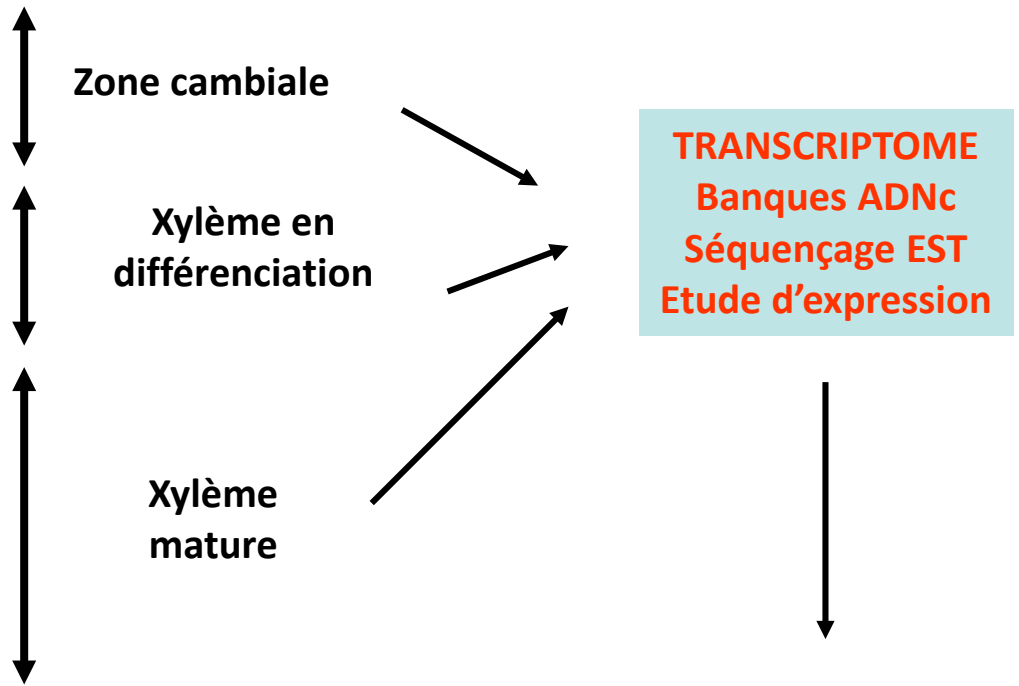 Zone cambiale
Xylème en
différenciation
Xylème
mature
TRANSCRIPTOME
Banques ADNc
Séquençage EST
Etude d’expression